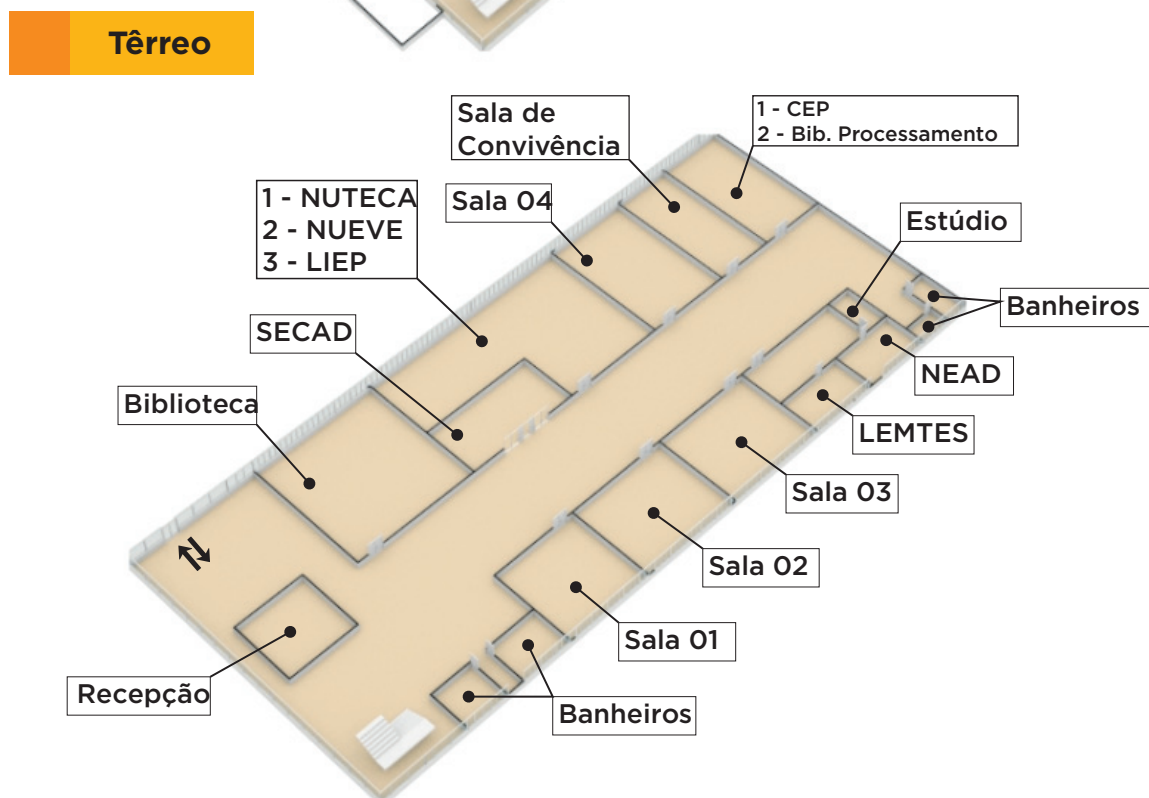 Têrreo
Sala de
Convivência
1 - CEP
2 - Bib. Processamento
1 - NUTECA
2 - NUEVE
3 - LIEP
Sala 04
Estúdio
SECAD
Banheiros
NEAD
Biblioteca
LEMTES
Sala 03
Sala 02
Sala 01
Recepção
Banheiros